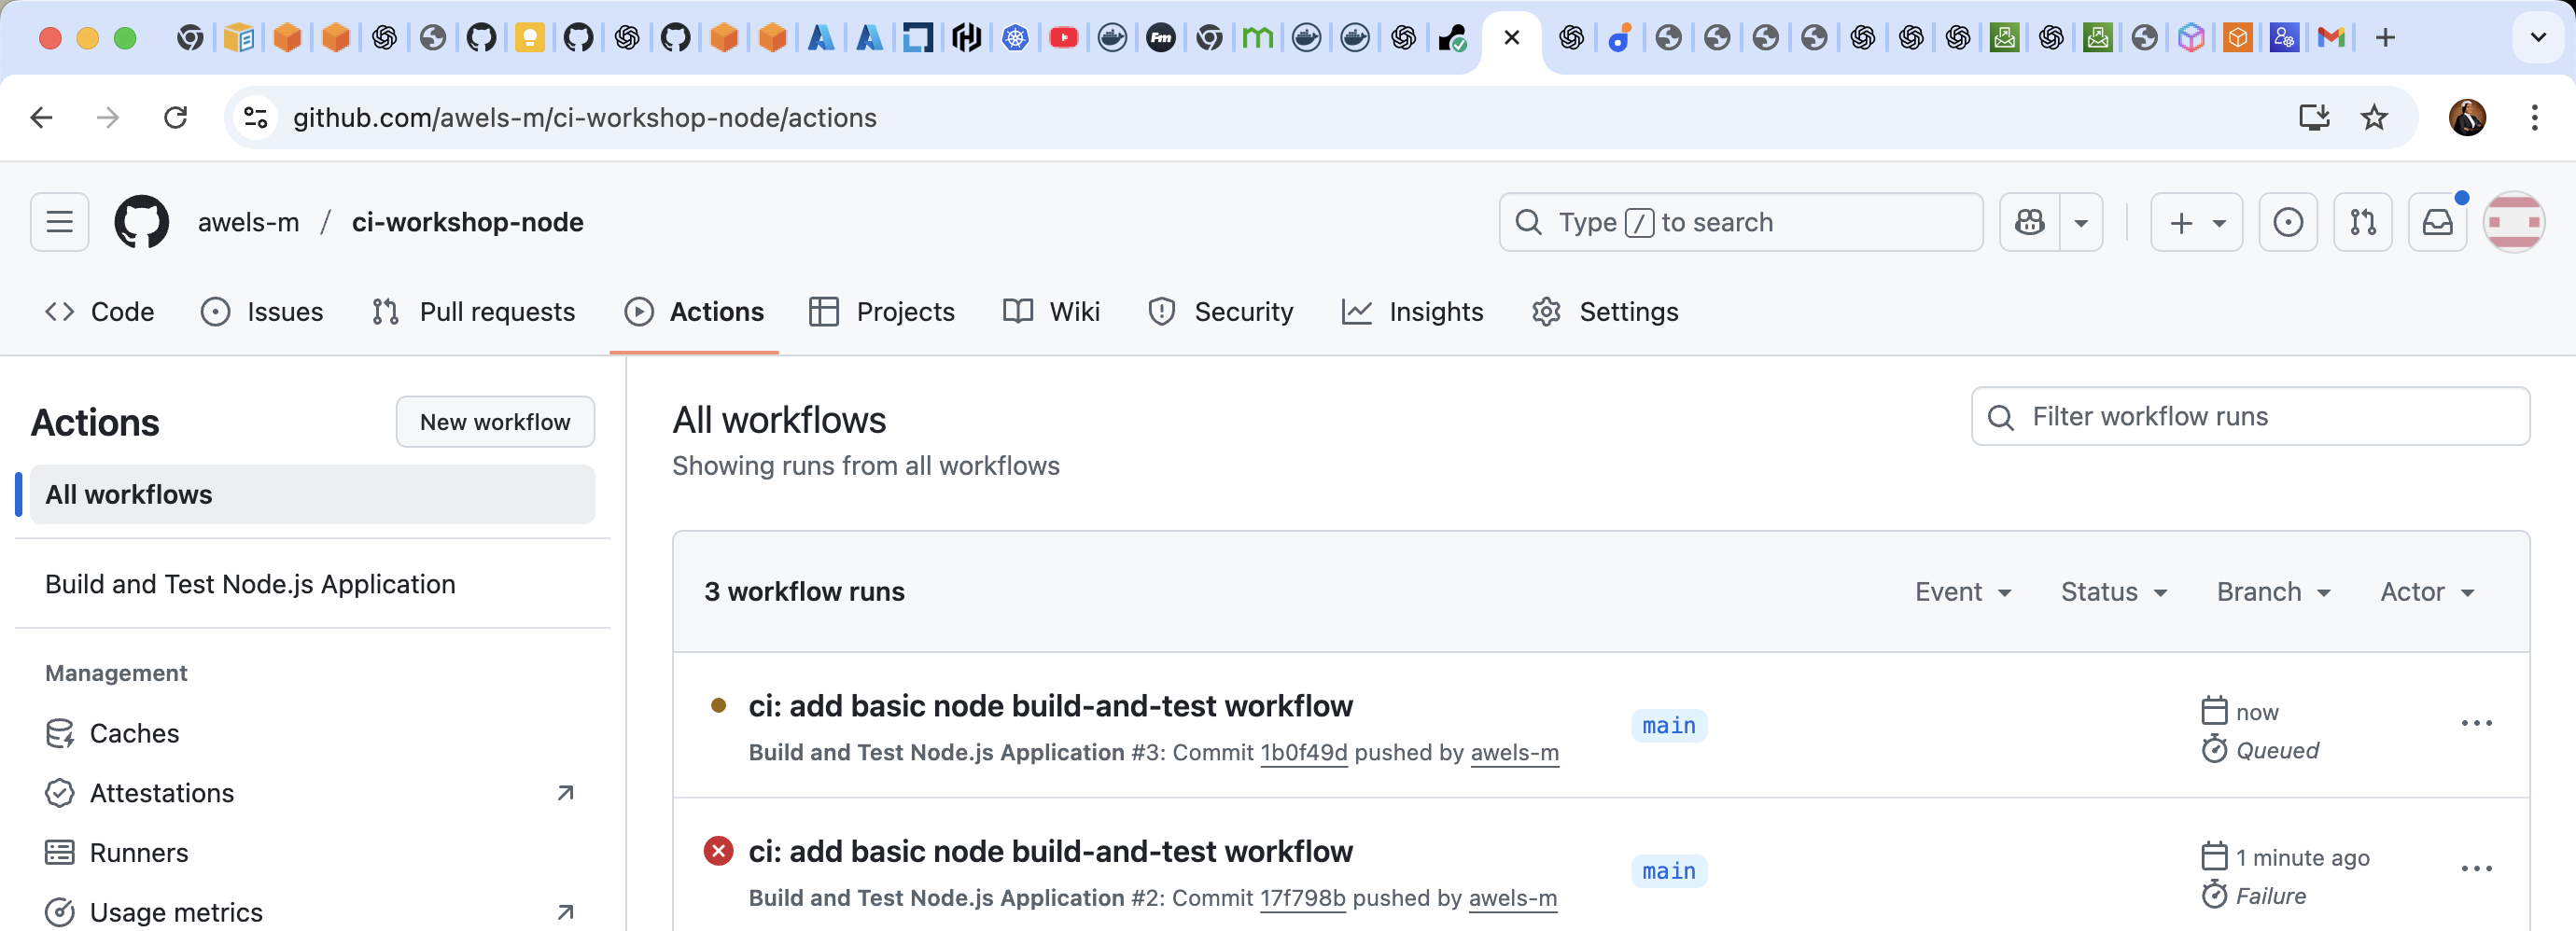 Fm
github.com/awels-m/ci-workshop-node/actions
awels-m / ci-workshop-node
Type / to search
Code
Issues
Pull requests
Actions
Projects
Wiki
Security
Insights
Settings
Actions
New workflow
All workflows
Build and Test Node.js Application
Management
Caches
Attestations
Runners
Usage metrics
All workflows
Showing runs from all workflows
Filter workflow runs
3 workflow runs
Event
Status
Branch
Actor
ci: add basic node build-and-test workflow
Build and Test Node.js Application #3: Commit 1b0f49d pushed by awels-m
main
now
Queued
ci: add basic node build-and-test workflow
Build and Test Node.js Application #2: Commit 17f798b pushed by awels-m
main
1 minute ago
Failure